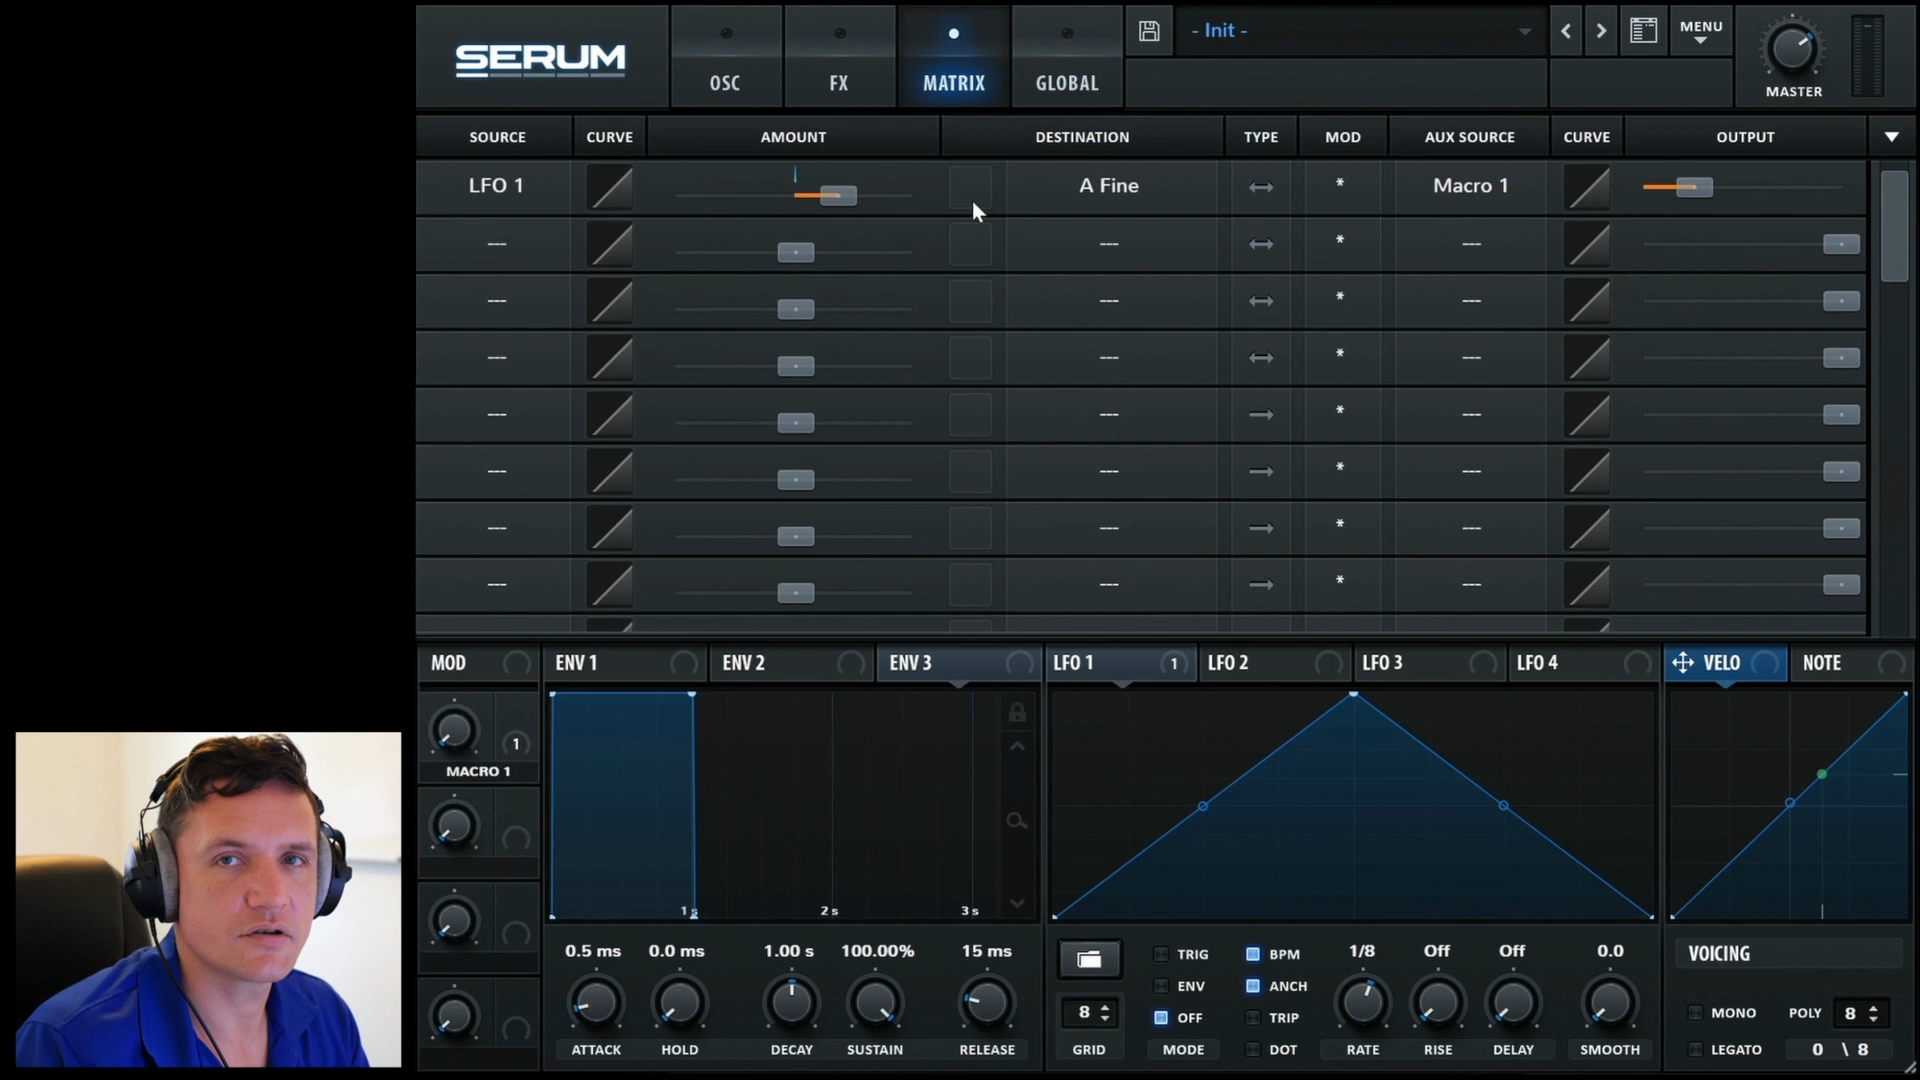 SERUM
OSC
FX
MATRIX
GLOBAL
- Init -
MENU
MASTER
SOURCE CURVE AMOUNT DESTINATION TYPE MOD AUX SOURCE CURVE OUTPUT
LFO 1 A Fine * Macro 1
--- --- * ---
--- --- * ---
--- --- * ---
--- --- * ---
--- --- * ---
--- --- * ---
--- --- * ---
MOD ENV 1 ENV 2 ENV 3 LFO 1 1 LFO 2 LFO 3 LFO 4 VELO NOTE
1
MACRO 1
1 s 2 s 3 s
0.5 ms 0.0 ms 1.00 s 100.00% 15 ms
ATTACK HOLD DECAY SUSTAIN RELEASE
8
GRID
TRIG BPM
ENV ANCH
OFF TRIP
MODE DOT
1/8 Off Off 0.0
RATE RISE DELAY SMOOTH
VOICING
MONO POLY 8
LEGATO 0 \ 8